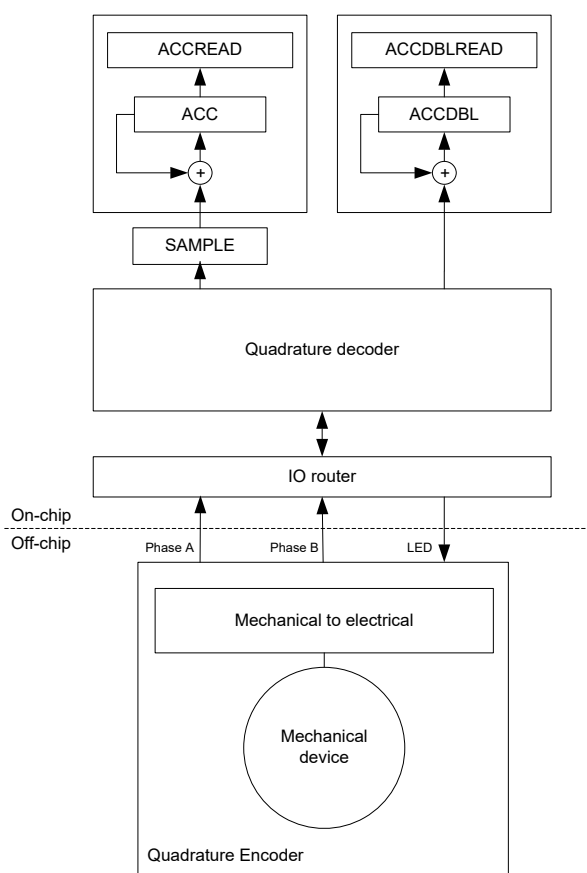 ACCREAD
ACCDBLREAD
ACC
ACCDBL
+
+
SAMPLE
Quadrature decoder
IO router
On-chip
Off-chip
Phase A
Phase B
LED
Mechanical to electrical
Mechanical
device
Quadrature Encoder